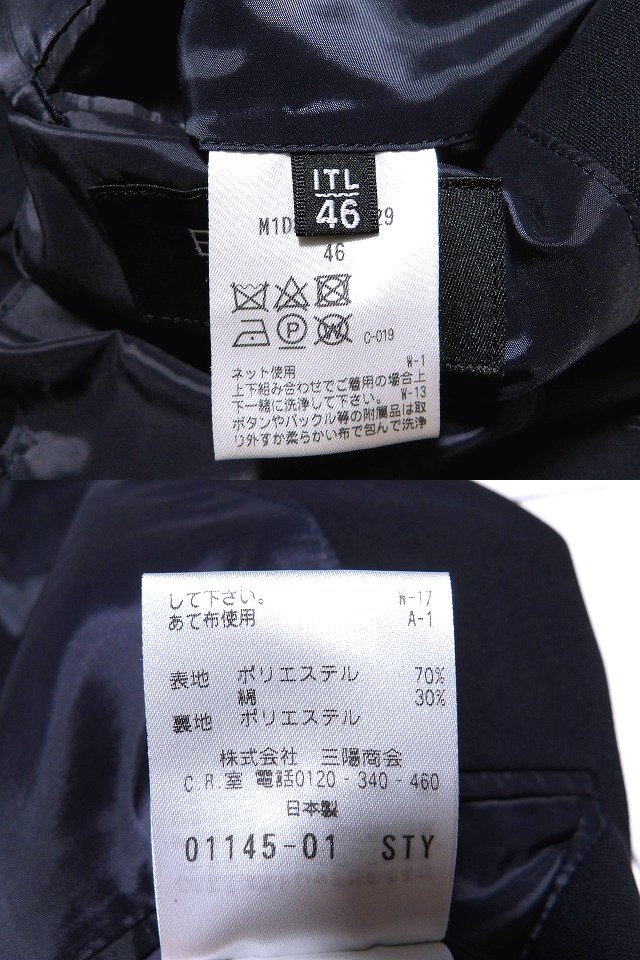 ITL
46
M1D 29
46
P W
C-019
ネット使用 W-1
上下組み合わせでご着用の場合上
下一緒に洗浄して下さい。 W-13
ボタンやバックル等の附属品は取
り外すか柔らかい布で包んで洗浄
して下さい。 W-17
あて布使用 A-1
表地 ポリエステル 70%
綿 30%
裏地 ポリエステル
株式会社 三陽商会
C.R.室 電話0120-340-460
日本製
01145-01 STY